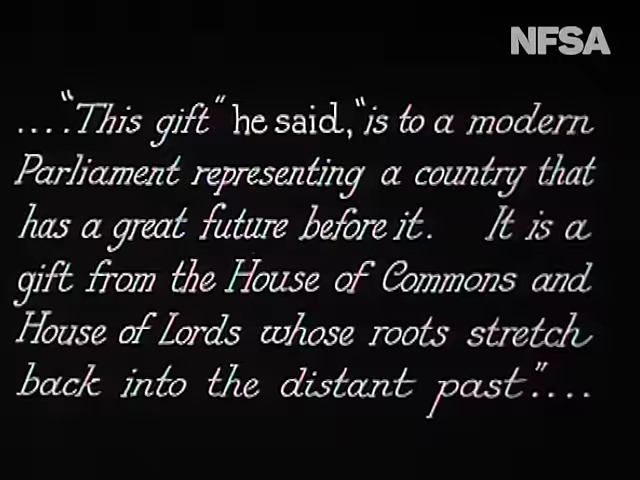 NFSA
...."This gift" he said,"is to a modern
Parliament representing a country that
has a great future before it. It is a
gift from the House of Commons and
House of Lords whose roots stretch
back into the distant past"....